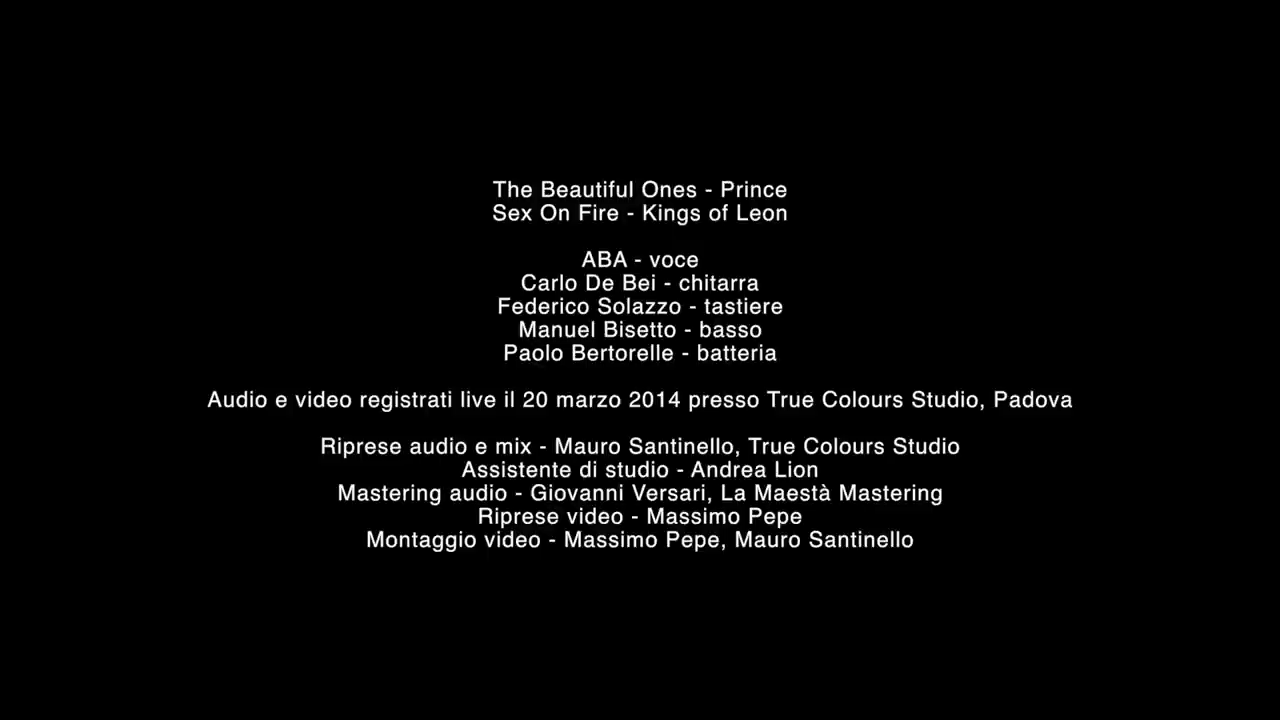 The Beautiful Ones - Prince
Sex On Fire - Kings of Leon
ABA - voce
Carlo De Bei - chitarra
Federico Solazzo - tastiere
Manuel Bisetto - basso
Paolo Bertorelle - batteria
Audio e video registrati live il 20 marzo 2014 presso True Colours Studio, Padova
Riprese audio e mix - Mauro Santinello, True Colours Studio
Assistente di studio - Andrea Lion
Mastering audio - Giovanni Versari, La Maestà Mastering
Riprese video - Massimo Pepe
Montaggio video - Massimo Pepe, Mauro Santinello